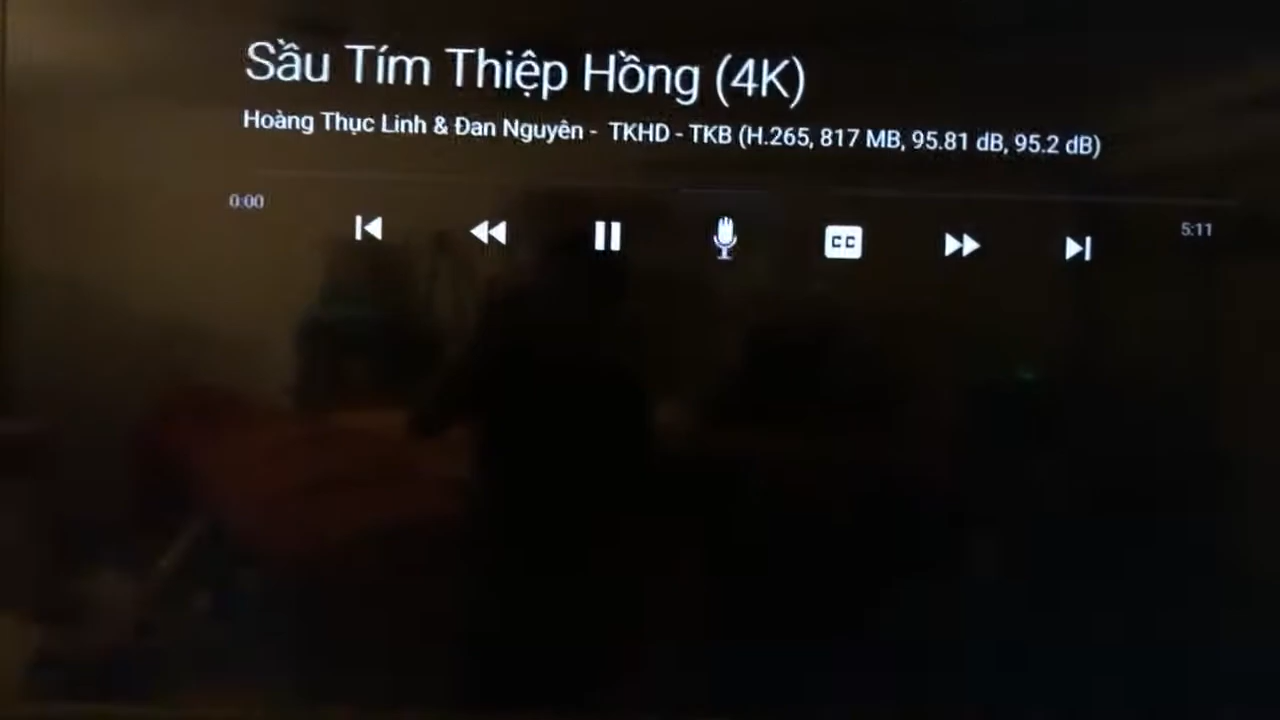 Sầu Tím Thiệp Hồng (4K)
Hoàng Thục Linh & Đan Nguyên - TKHD - TKB (H.265, 817 MB, 95.81 dB, 95.2 dB)
0:00
CC
5:11